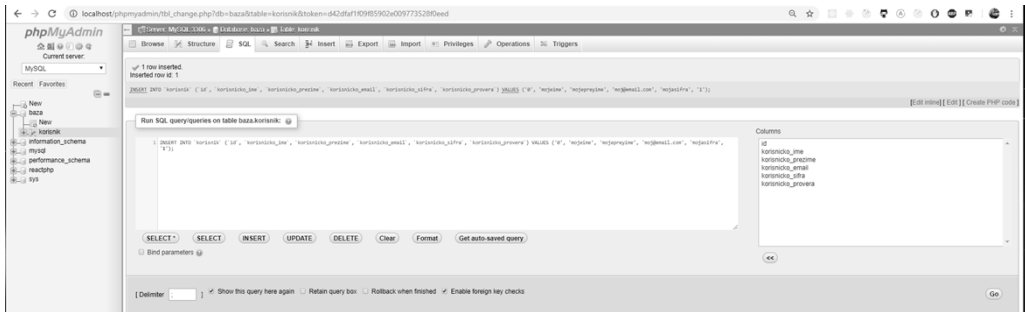 localhost/phpmyadmin/tbl_change.php?db=baza&table=korisnik&token=d42dfaf1f09f85902e009773528f0eed
phpMyAdmin
Current server:
MySQL
Recent Favorites
New
baza
New
korisnik
information_schema
mysql
performance_schema
reactphp
sys
Server: MySQL:3306 » Database: baza » Table: korisnik
Browse Structure SQL Search Insert Export Import Privileges Operations Triggers
1 row inserted.
Inserted row id: 1
INSERT INTO `korisnik` (`id`, `korisnicko_ime`, `korisnicko_prezime`, `korisnicko_email`, `korisnicko_sifra`, `korisnicko_provera`) VALUES ('0', 'mojeime', 'mojepreyime', 'moj@email.com', 'mojasifra', '1');
[Edit inline] [ Edit ] [ Create PHP code ]
Run SQL query/queries on table baza.korisnik:
1 INSERT INTO `korisnik` (`id`, `korisnicko_ime`, `korisnicko_prezime`, `korisnicko_email`, `korisnicko_sifra`, `korisnicko_provera`) VALUES ('0', 'mojeime', 'mojepreyime', 'moj@email.com', 'mojasifra',
'1');
Columns
id
korisnicko_ime
korisnicko_prezime
korisnicko_email
korisnicko_sifra
korisnicko_provera
SELECT * SELECT INSERT UPDATE DELETE Clear Format Get auto-saved query
Bind parameters
<<
[ Delimiter ; ] Show this query here again Retain query box Rollback when finished Enable foreign key checks
Go